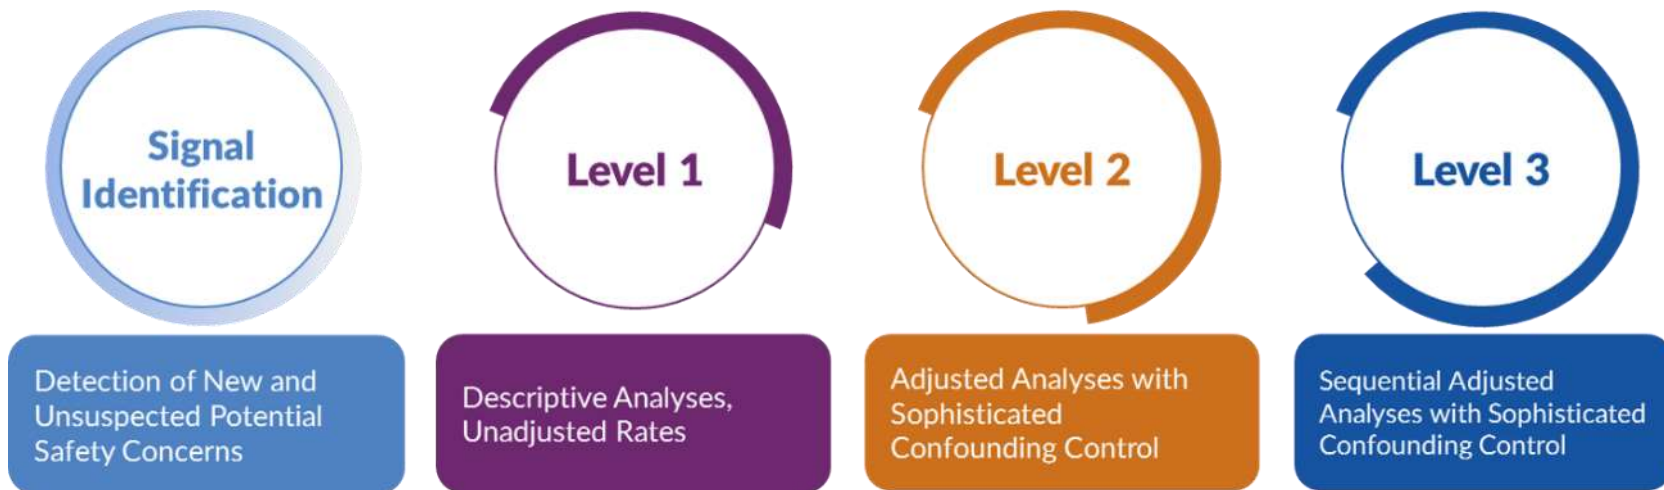 Signal
Identification
Level 1
Level 2
Level 3
Detection of New and
Unsuspected Potential
Safety Concerns
Descriptive Analyses,
Unadjusted Rates
Adjusted Analyses with
Sophisticated
Confounding Control
Sequential Adjusted
Analyses with Sophisticated
Confounding Control